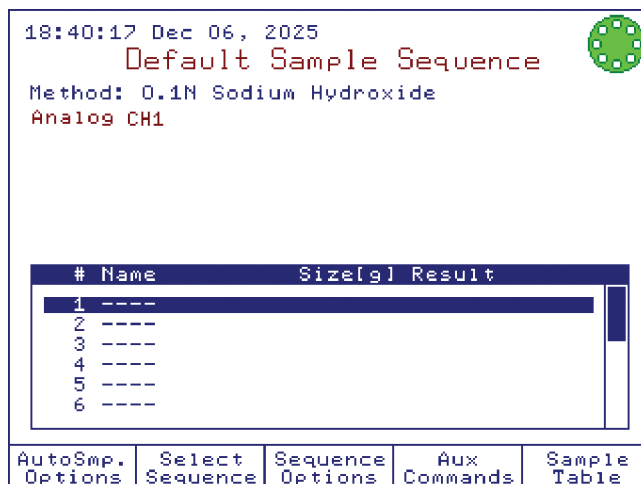 18:40:17 Dec 06, 2025
Default Sample Sequence
Method: 0.1N Sodium Hydroxide
Analog CH1
# Name Size[g] Result
1 ----
2 ----
3 ----
4 ----
5 ----
6 ----
AutoSmp. Options
Select Sequence
Sequence Options
Aux Commands
Sample Table